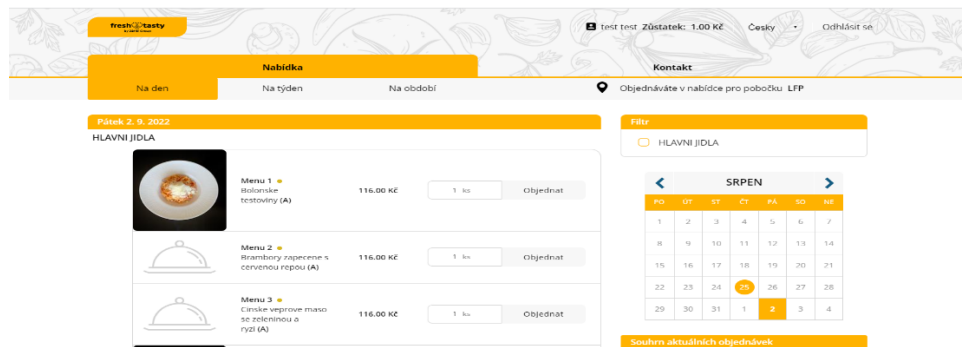 fresh tasty
test test Zůstatek: 1.00 Kč Česky Odhlásit se
Nabídka Kontakt
Na den Na týden Na období Objednáváte v nabídce pro pobočku LFP
Pátek 2. 9. 2022
HLAVNI JIDLA
Menu 1
Bolonske
testoviny (A)
116.00 Kč 1 ks Objednat
Menu 2
Brambory zapecene s
cervenou repou (A)
116.00 Kč 1 ks Objednat
Menu 3
Cinske veprove maso
se zeleninou a
ryzi (A)
116.00 Kč 1 ks Objednat
Filtr
HLAVNI JIDLA
SRPEN
PO ÚT ST ČT PÁ SO NE
1 2 3 4 5 6 7
8 9 10 11 12 13 14
15 16 17 18 19 20 21
22 23 24 25 26 27 28
29 30 31 1 2 3 4
Souhrn aktuálních objednávek